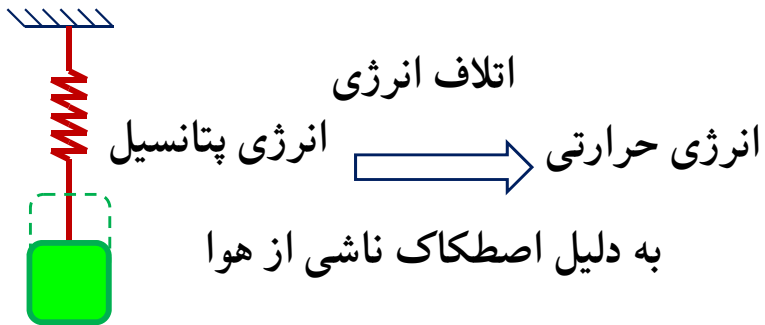 اتلاف انرژی
انرژی پتانسیل
انرژی حرارتی
به دلیل اصطکاک ناشی از هوا